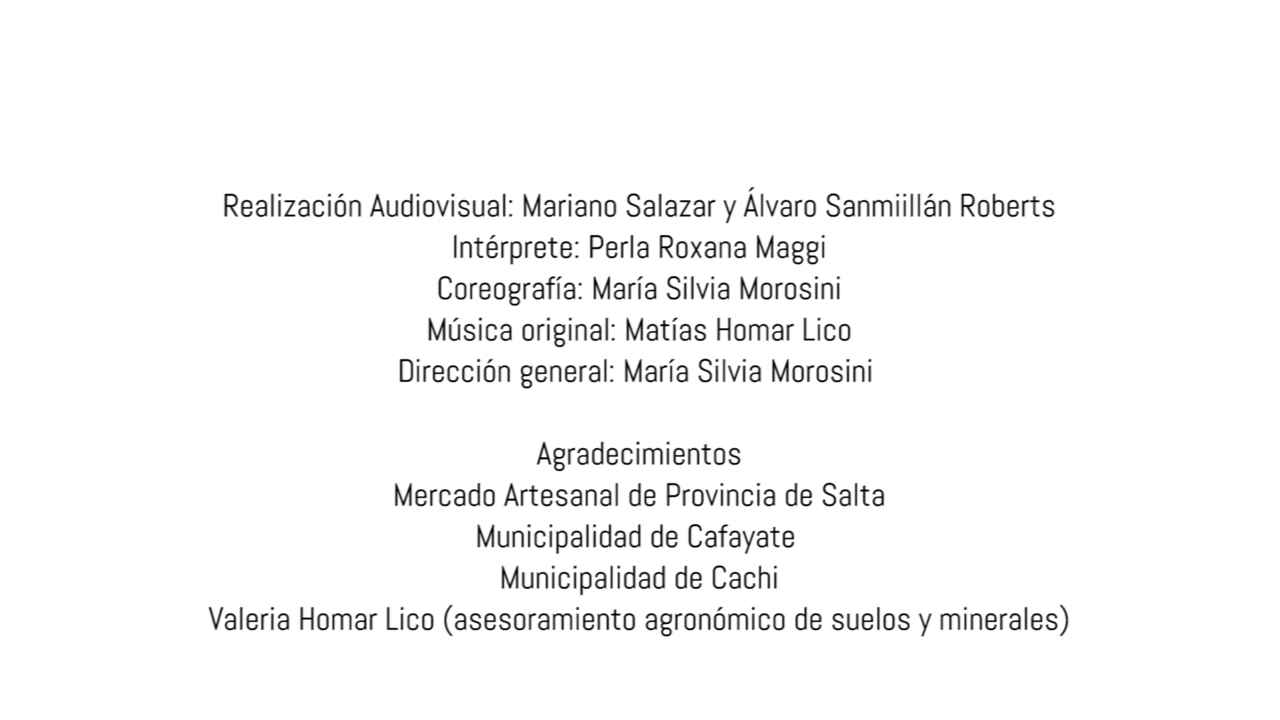 Realización Audiovisual: Mariano Salazar y Álvaro Sanmiillán Roberts
Intérprete: Perla Roxana Maggi
Coreografía: María Silvia Morosini
Música original: Matías Homar Lico
Dirección general: María Silvia Morosini
Agradecimientos
Mercado Artesanal de Provincia de Salta
Municipalidad de Cafayate
Municipalidad de Cachi
Valeria Homar Lico (asesoramiento agronómico de suelos y minerales)